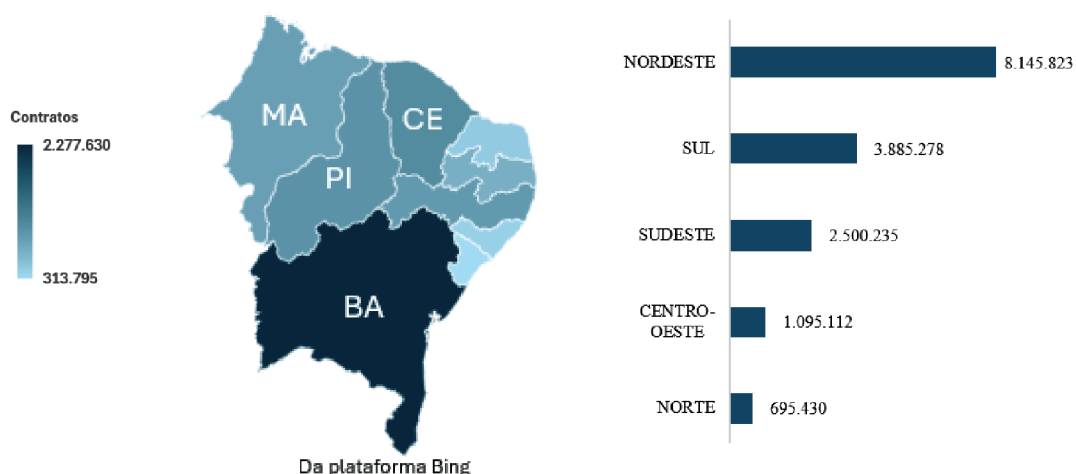 Contratos
2.277.630
313.795
MA
CE
PI
BA
Da plataforma Bing
NORDESTE
8.145.823
SUL
3.885.278
SUDESTE
2.500.235
CENTRO-
OESTE
1.095.112
NORTE
695.430